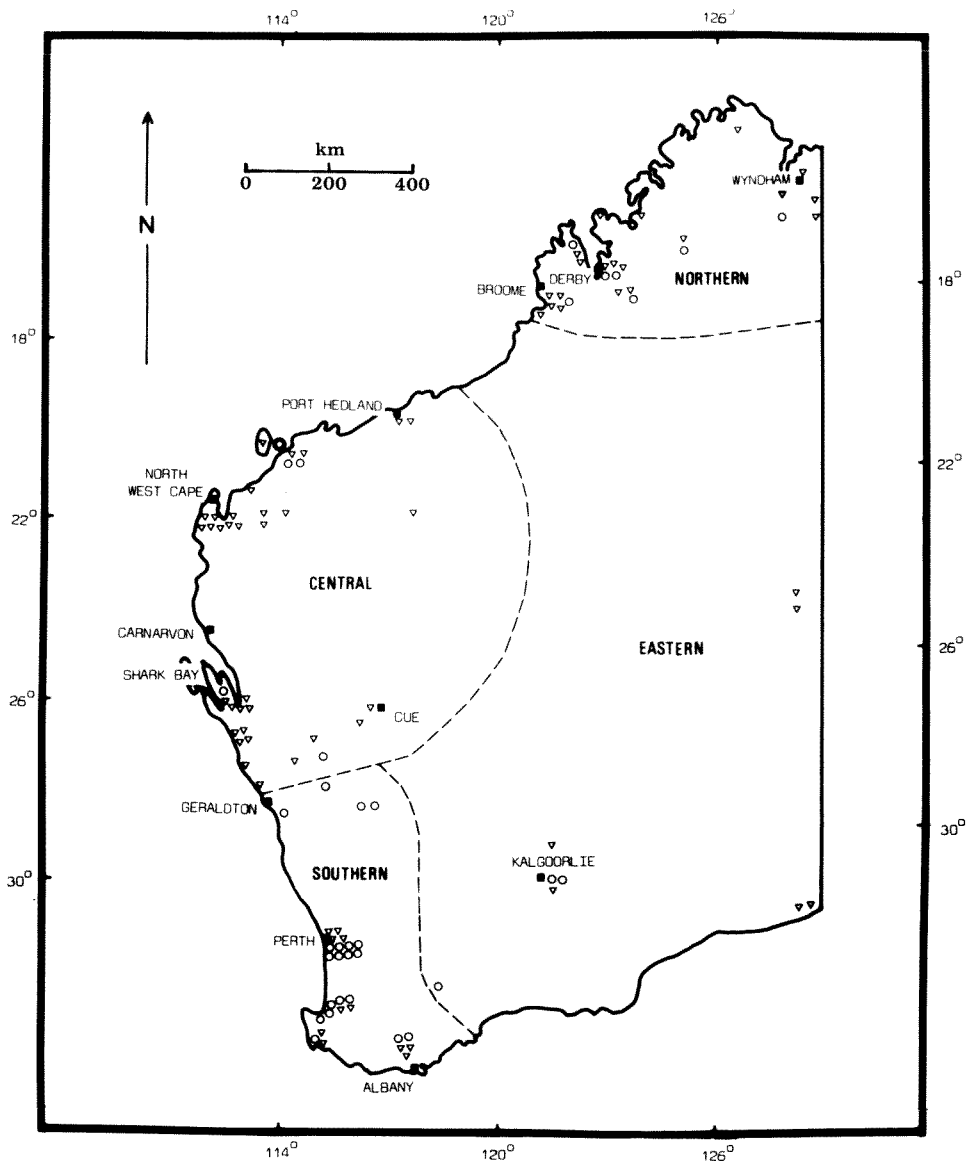 114° 120° 126°
km
0 200 400
N
WYNDHAM
NORTHERN
DERBY
BROOME
18°
18°
PORT HEDLAND
NORTH
WEST CAPE
22°
22°
CENTRAL
CARNARVON
EASTERN
26°
SHARK BAY
26°
CUE
GERALDTON
30°
KALGOORLIE
SOUTHERN
30°
PERTH
ALBANY
114° 120° 126°